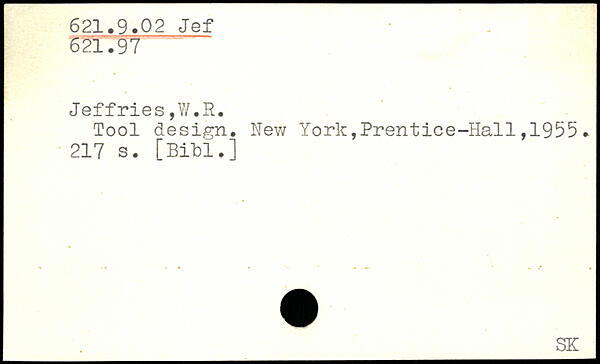 621.9.02 Jef
621.97
Jeffries,W.R.
Tool design. New York,Prentice-Hall,1955.
217 s. [Bibl.]
SK